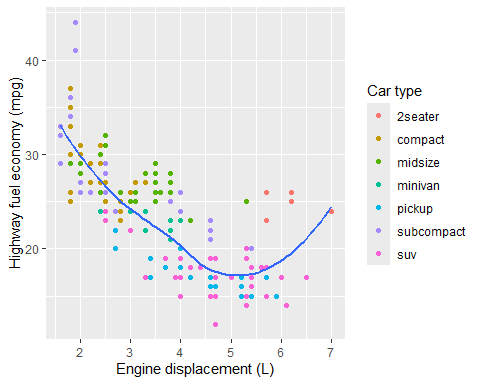 Highway fuel economy (mpg)
40
30
20
2
3
4
5
6
7
Engine displacement (L)
Car type
2seater
compact
midsize
minivan
pickup
subcompact
suv